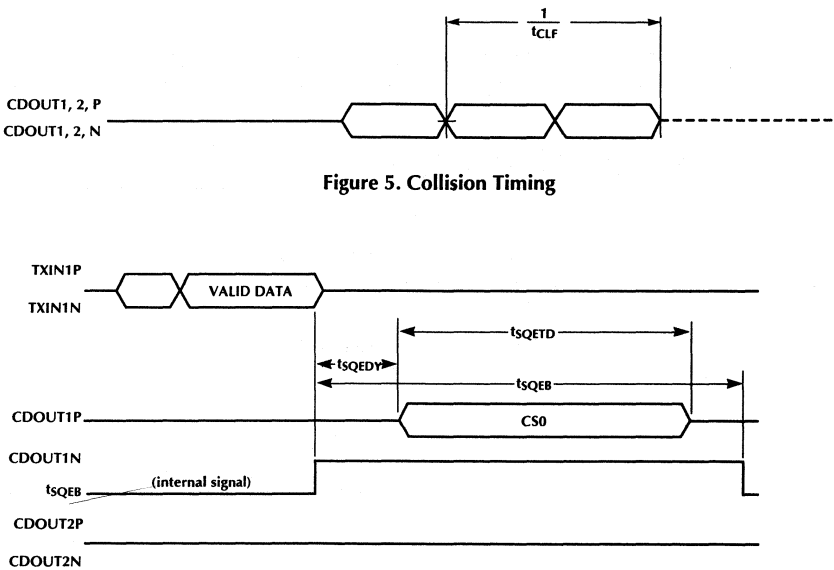 1
tCLF
CDOUT1, 2, P
CDOUT1, 2, N
Figure 5. Collision Timing
TXIN1P
VALID DATA
TXIN1N
tSQETD
tSQEDY
tSQEB
CDOUT1P
CS0
CDOUT1N
(internal signal)
tSQEB
CDOUT2P
CDOUT2N